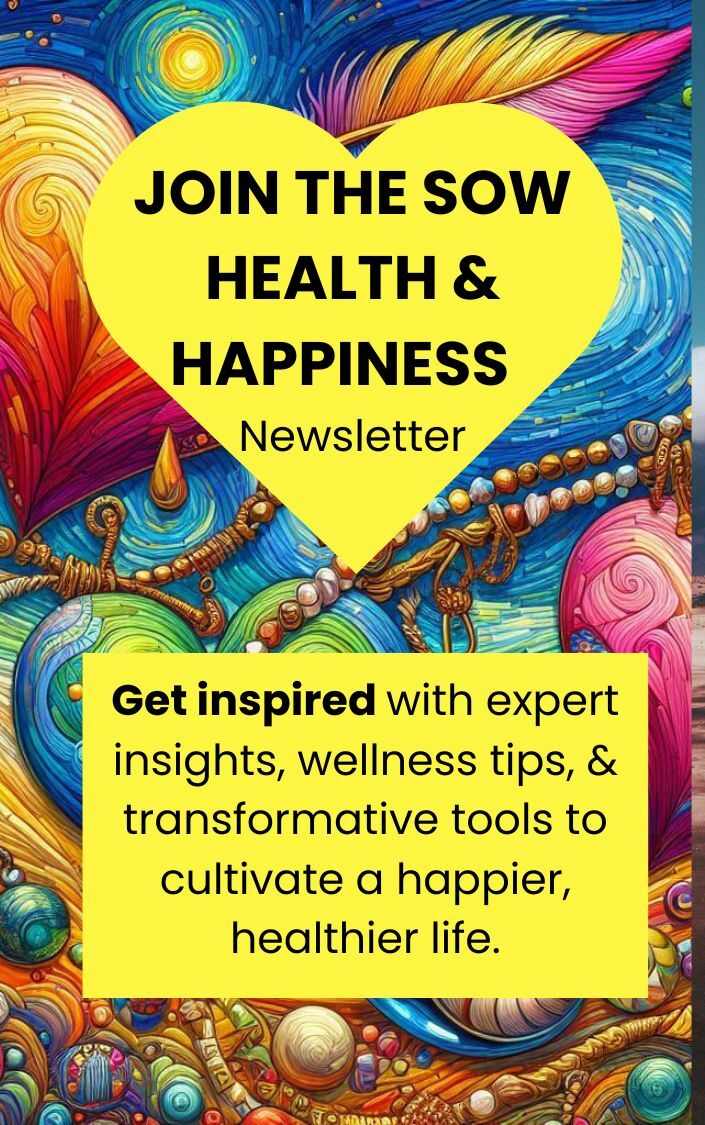 JOIN THE SOW
HEALTH &
HAPPINESS
Newsletter
Get inspired with expert
insights, wellness tips, &
transformative tools to
cultivate a happier,
healthier life.